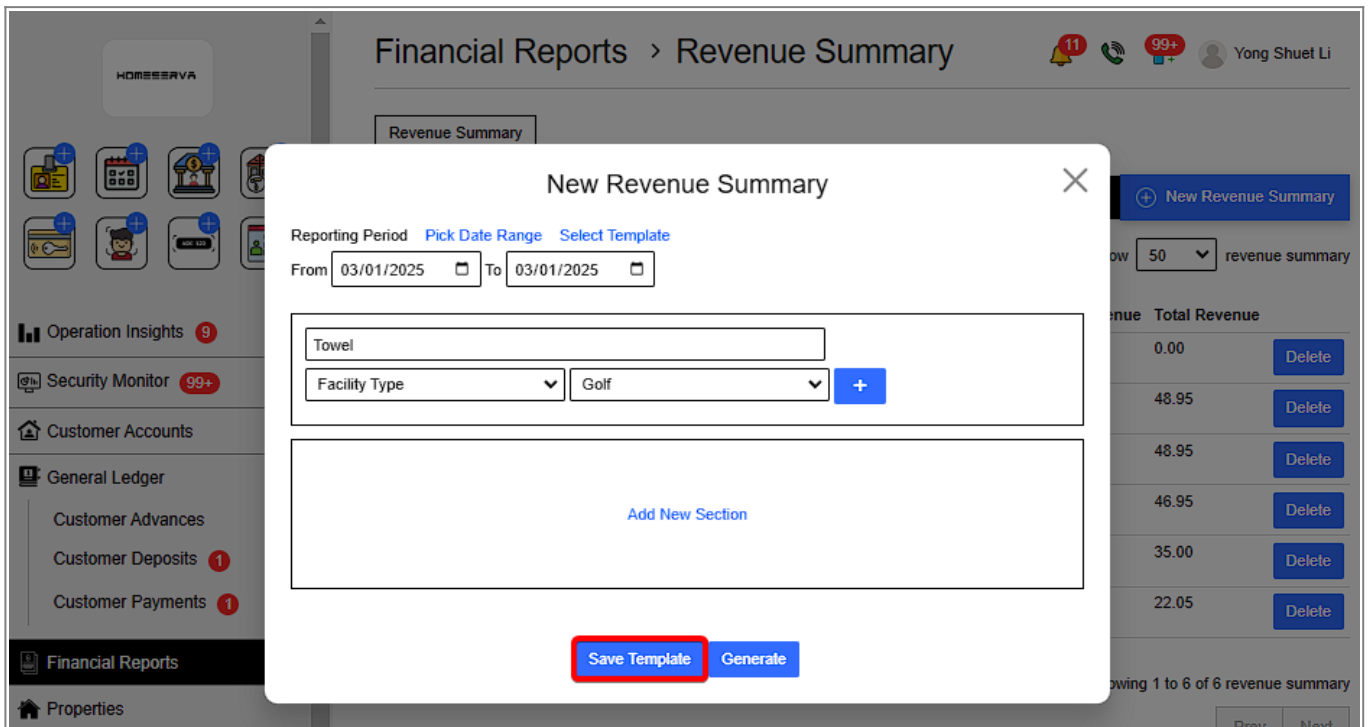 HOMESERVA
Financial Reports > Revenue Summary
11
99+
Yong Shuet Li
Revenue Summary
New Revenue Summary
New Revenue Summary
Reporting Period Pick Date Range Select Template
From 03/01/2025 To 03/01/2025
ow 50 revenue summary
Towel
Facility Type Golf +
Add New Section
Save Template Generate
enue Total Revenue
0.00 Delete
48.95 Delete
48.95 Delete
46.95 Delete
35.00 Delete
22.05 Delete
owing 1 to 6 of 6 revenue summary
Prev Next
Operation Insights 9
Security Monitor 99+
Customer Accounts
General Ledger
Customer Advances
Customer Deposits 1
Customer Payments 1
Financial Reports
Properties